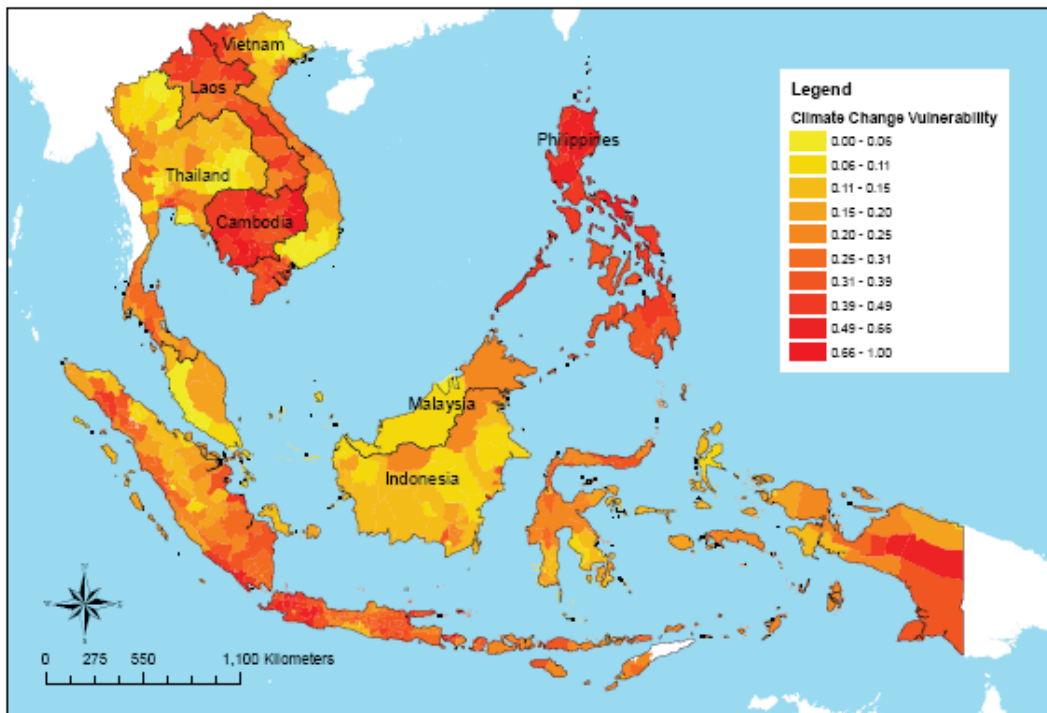 Vietnam
Laos
Philippines
Thailand
Cambodia
Malaysia
Indonesia
Legend
Climate Change Vulnerability
0.00 - 0.06
0.06 - 0.11
0.11 - 0.15
0.15 - 0.20
0.20 - 0.25
0.25 - 0.31
0.31 - 0.39
0.39 - 0.49
0.49 - 0.66
0.66 - 1.00
N
W E
S
0 275 550 1,100 Kilometers